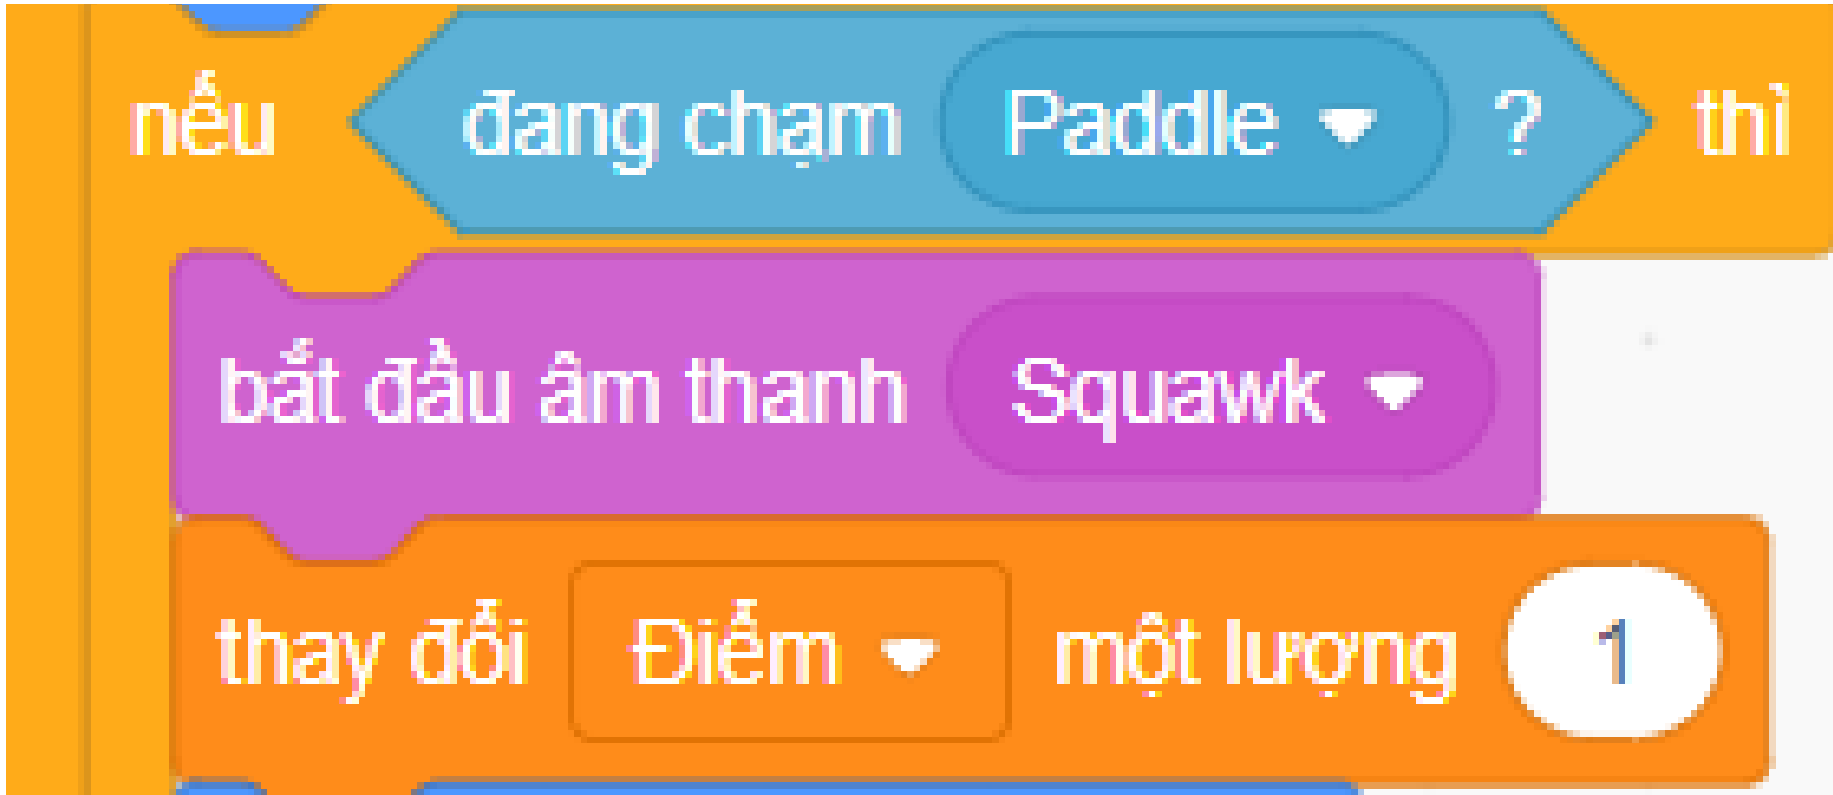 nếu đang chạm Paddle ? thì
bắt đầu âm thanh Squawk
thay đổi Điểm một lượng 1